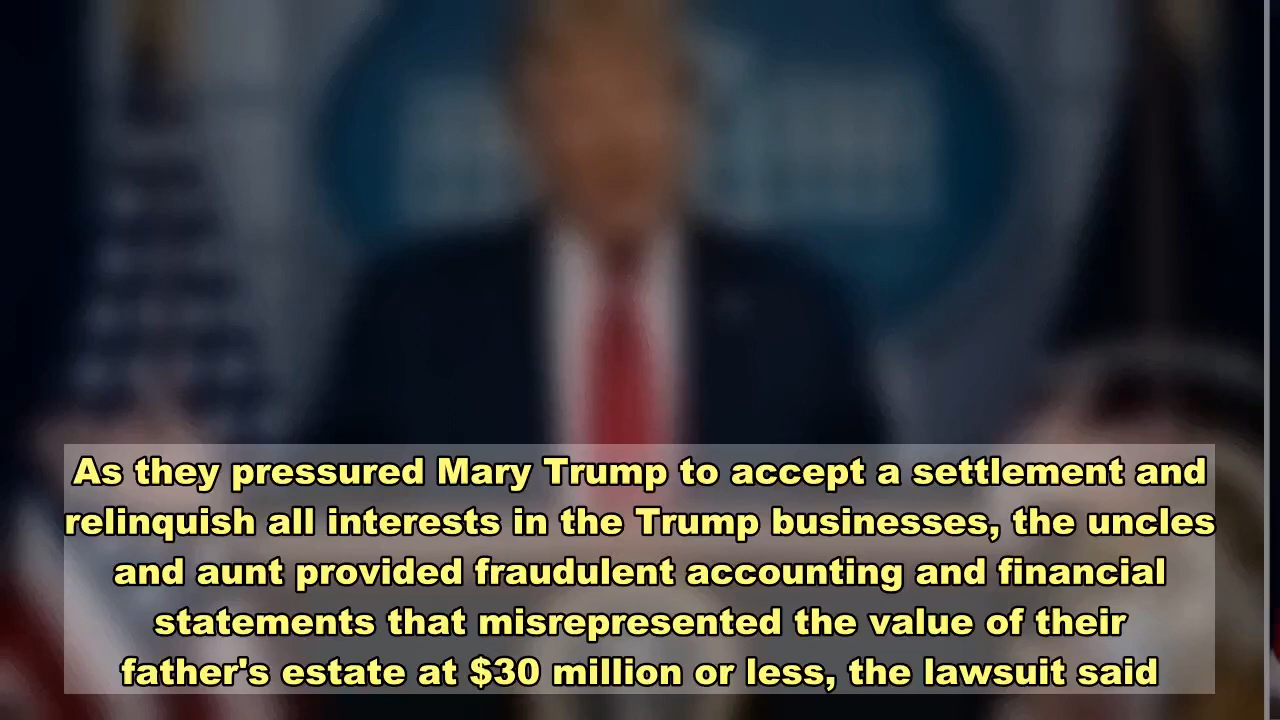 As they pressured Mary Trump to accept a settlement and
relinquish all interests in the Trump businesses, the uncles
and aunt provided fraudulent accounting and financial
statements that misrepresented the value of their
father's estate at $30 million or less, the lawsuit said